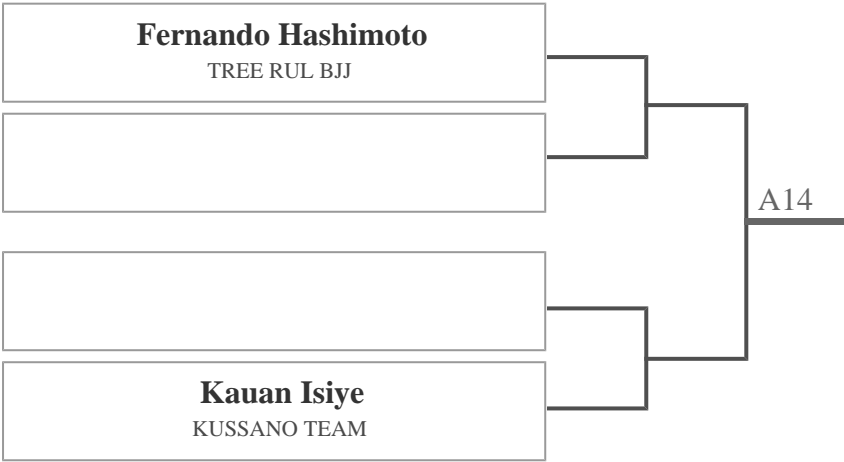 Fernando Hashimoto
TREE RUL BJJ
A14
Kauan Isiye
KUSSANO TEAM